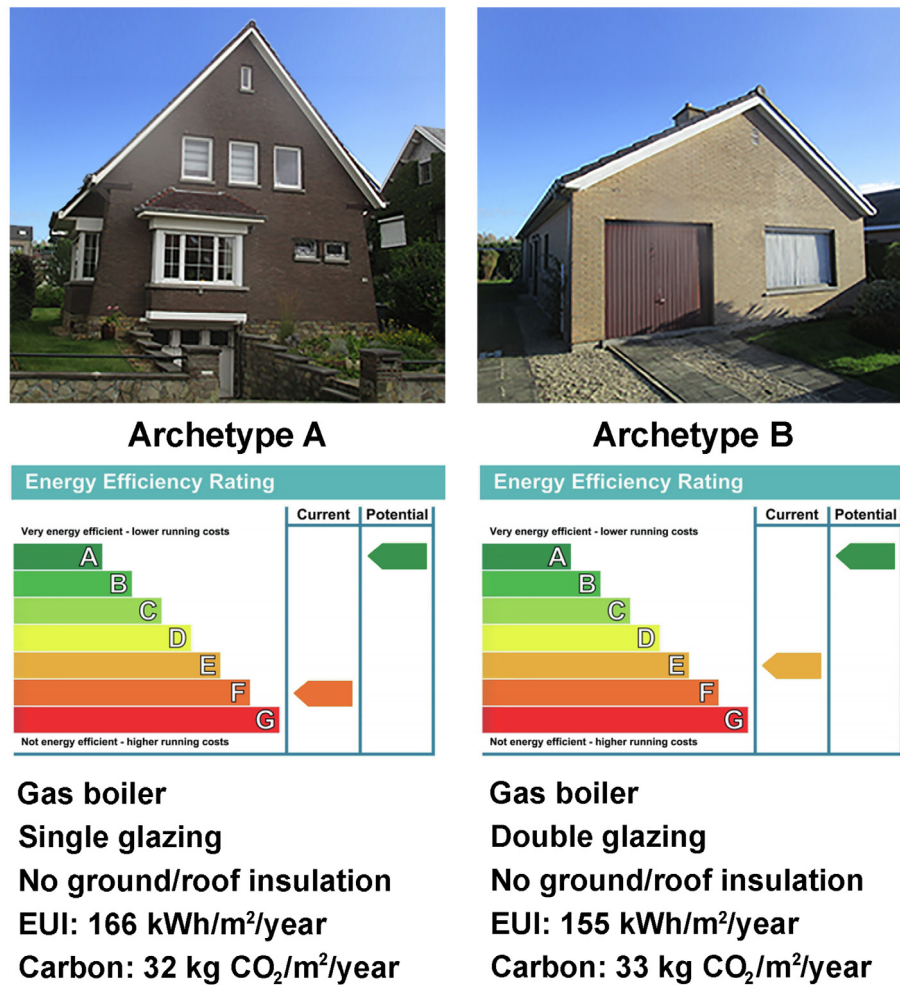 Archetype A
Energy Efficiency Rating
Current
Potential
Very energy efficient - lower running costs
A
B
C
D
E
F
G
Not energy efficient - higher running costs
Gas boiler
Single glazing
No ground/roof insulation
EUI: 166 kWh/m²/year
Carbon: 32 kg CO₂/m²/year
Archetype B
Energy Efficiency Rating
Current
Potential
Very energy efficient - lower running costs
A
B
C
D
E
F
G
Not energy efficient - higher running costs
Gas boiler
Double glazing
No ground/roof insulation
EUI: 155 kWh/m²/year
Carbon: 33 kg CO₂/m²/year